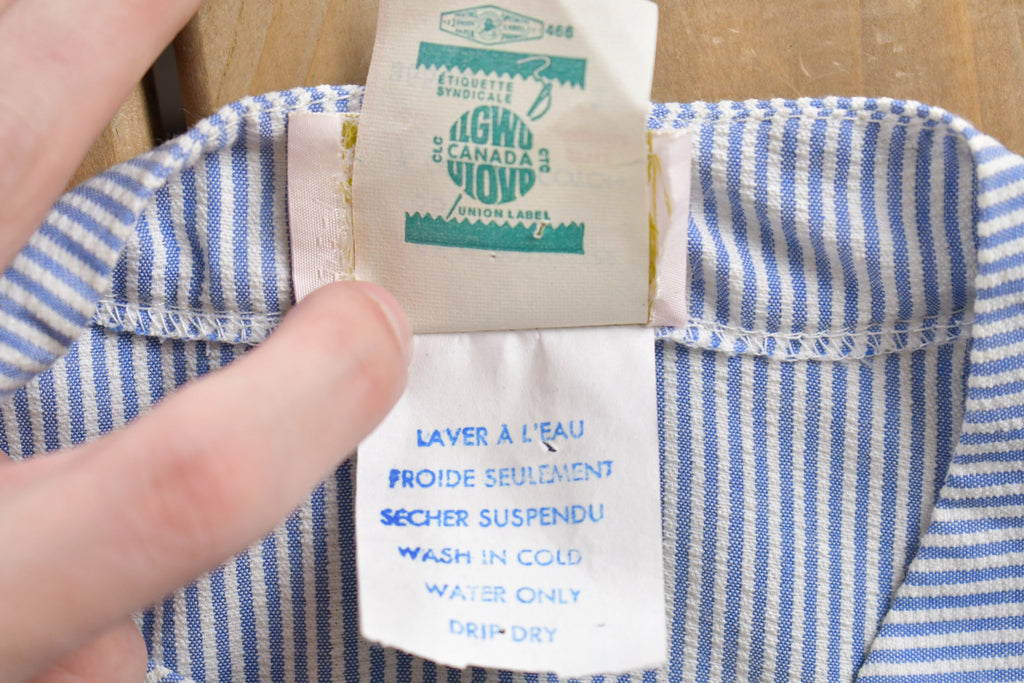 466
ÉTIQUETTE
SYNDICALE
ILGWU
CLC CANADA CTC
UIOVD
UNION LABEL
LAVER À L'EAU
FROIDE SEULEMENT
SÉCHER SUSPENDU
WASH IN COLD
WATER ONLY
DRIP DRY